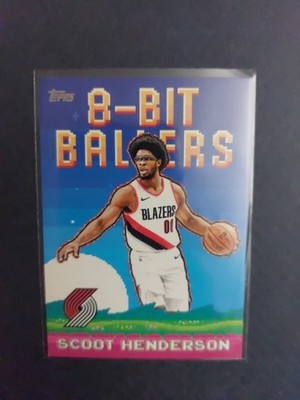 Topps
8-BIT
BALLERS
BLAZERS
00
SCOOT HENDERSON